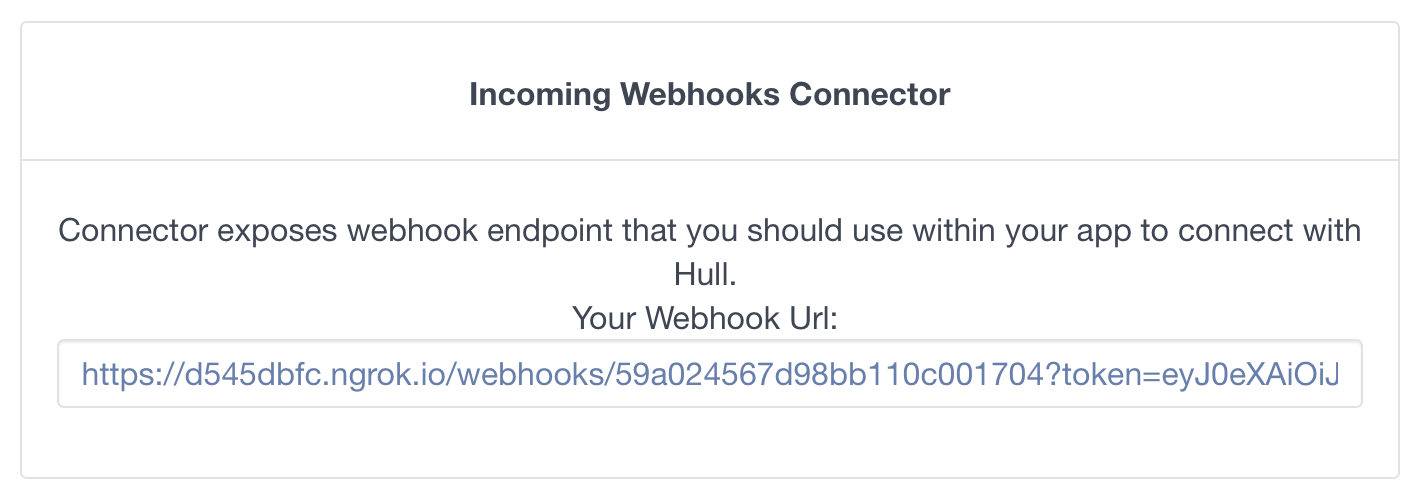 Incoming Webhooks Connector
Connector exposes webhook endpoint that you should use within your app to connect with
Hull.
Your Webhook Url:
https://d545dbfc.ngrok.io/webhooks/59a024567d98bb110c001704?token=eyJ0eXAiOiJ